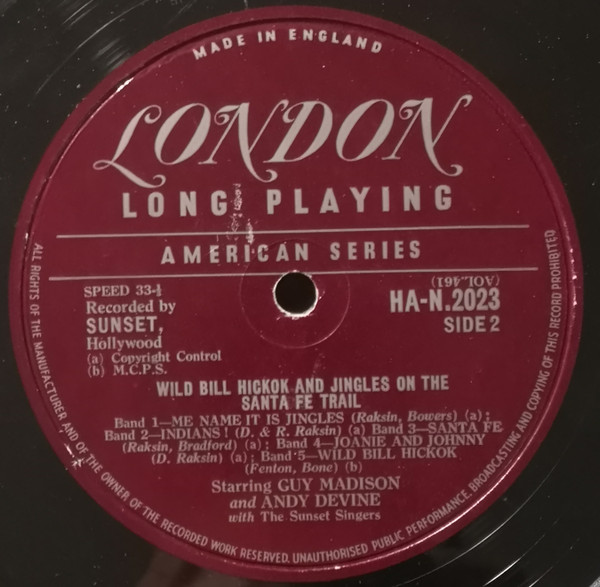 MADE IN ENGLAND
LONDON
LONG PLAYING
AMERICAN SERIES
SPEED 33-⅓
Recorded by
SUNSET,
Hollywood
(a) Copyright Control
(b) M.C.P.S.
(AOL.461)
HA-N.2023
SIDE 2
WILD BILL HICKOK AND JINGLES ON THE
SANTA FE TRAIL
Band 1—ME NAME IT IS JINGLES (Raksin, Bowers) (a);
Band 2—INDIANS! (D. & R. Raksin) (a) Band 3—SANTA FE
(Raksin, Bradford) (a); Band 4—JOANIE AND JOHNNY
(D. Raksin) (a); Band 5—WILD BILL HICKOK
(Fenton, Bone) (b)
Starring GUY MADISON
and ANDY DEVINE
with The Sunset Singers
ALL RIGHTS OF THE MANUFACTURER AND OF THE OWNER OF THE RECORDED WORK RESERVED. UNAUTHORISED PUBLIC PERFORMANCE, BROADCASTING AND COPYING OF THIS RECORD PROHIBITED